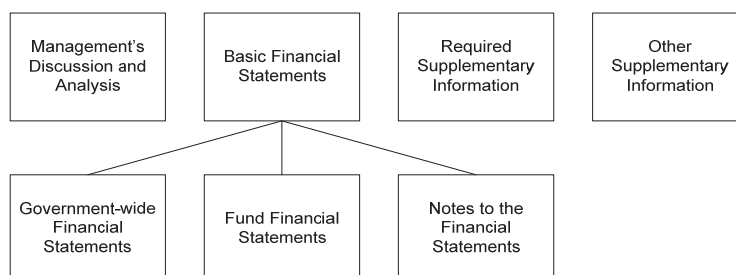 Management's
Discussion and
Analysis
Basic Financial
Statements
Required
Supplementary
Information
Other
Supplementary
Information
Government-wide
Financial
Statements
Fund Financial
Statements
Notes to the
Financial
Statements